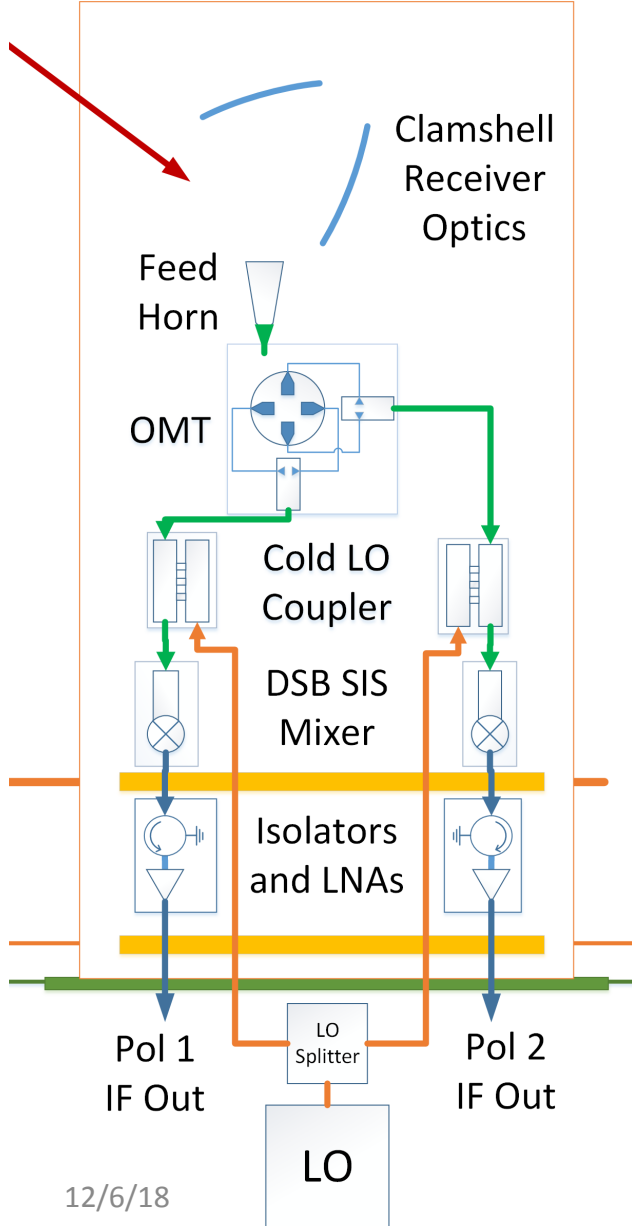 Clamshell
Receiver
Optics
Feed
Horn
OMT
Cold LO
Coupler
DSB SIS
Mixer
Isolators
and LNAs
LO
Splitter
Pol 1
IF Out
Pol 2
IF Out
LO
12/6/18